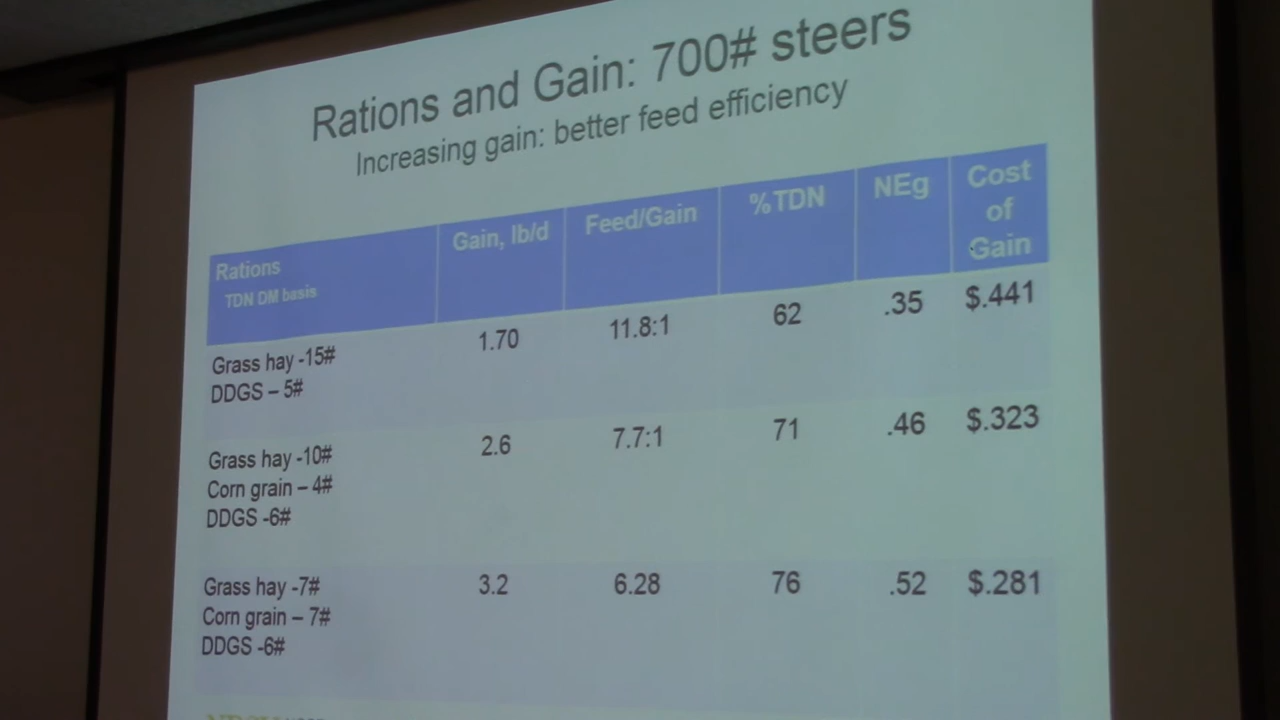 Rations and Gain: 700# steers
Increasing gain: better feed efficiency
Rations
TDN DM basis
Gain, lb/d
Feed/Gain
%TDN
NEg
Cost
of
Gain
Grass hay -15#
DDGS – 5#
1.70
11.8:1
62
.35
$.441
Grass hay -10#
Corn grain – 4#
DDGS -6#
2.6
7.7:1
71
.46
$.323
Grass hay -7#
Corn grain – 7#
DDGS -6#
3.2
6.28
76
.52
$.281